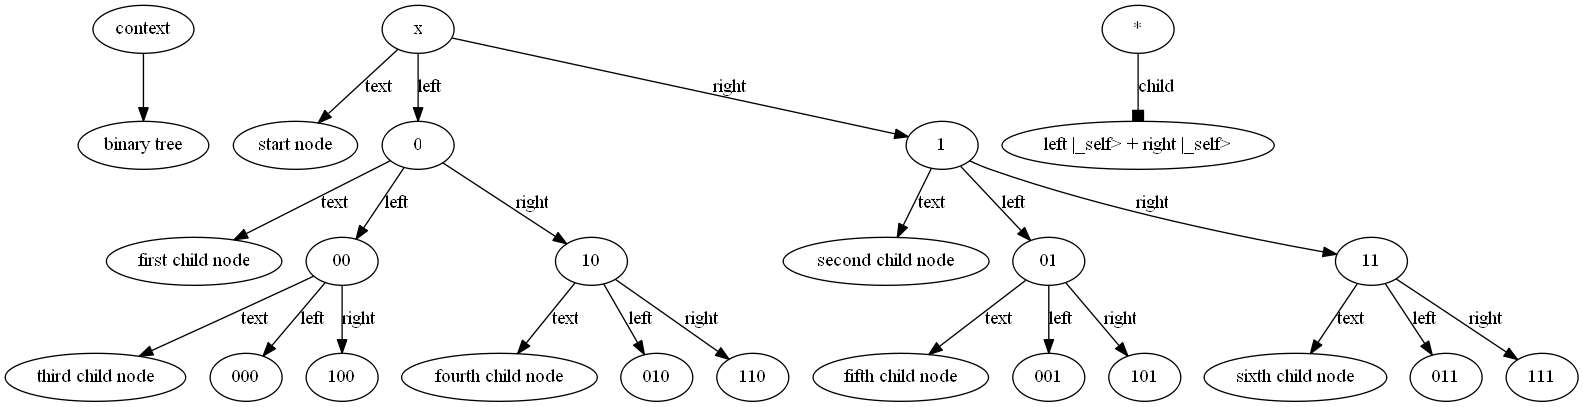 context
x
*
text
left
right
child
binary tree
start node
0
1
left |_self> + right |_self>
text
left
right
text
left
right
first child node
00
10
second child node
01
11
text
left
right
text
left
right
text
left
right
text
left
right
third child node
000
100
fourth child node
010
110
fifth child node
001
101
sixth child node
011
111